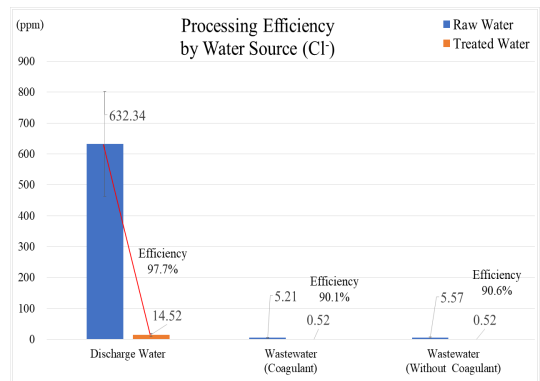 (ppm)
Processing Efficiency
by Water Source (Cl⁻)
Raw Water
Treated Water
900
800
700
600
500
400
300
200
100
0
632.34
Efficiency
97.7%
14.52
5.21
Efficiency
90.1%
0.52
5.57
Efficiency
90.6%
0.52
Discharge Water
Wastewater
(Coagulant)
Wastewater
(Without Coagulant)